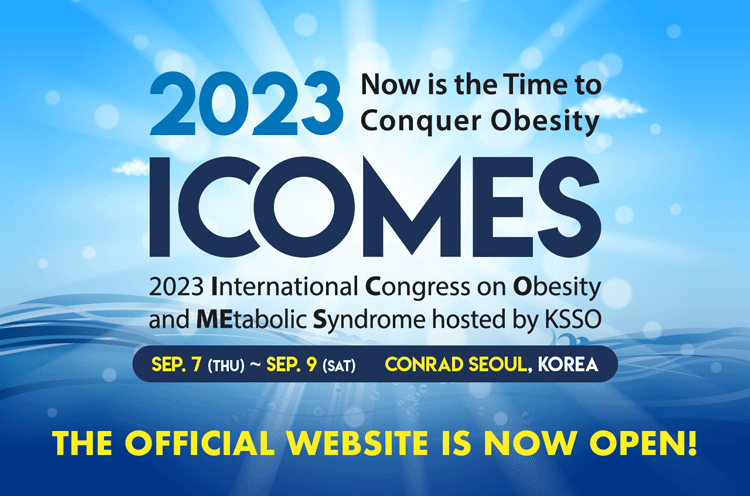 2023 Now is the Time to
Conquer Obesity
ICOMES
2023 International Congress on Obesity
and MEtabolic Syndrome hosted by KSSO
SEP. 7 (THU) ~ SEP. 9 (SAT) CONRAD SEOUL, KOREA
THE OFFICIAL WEBSITE IS NOW OPEN!